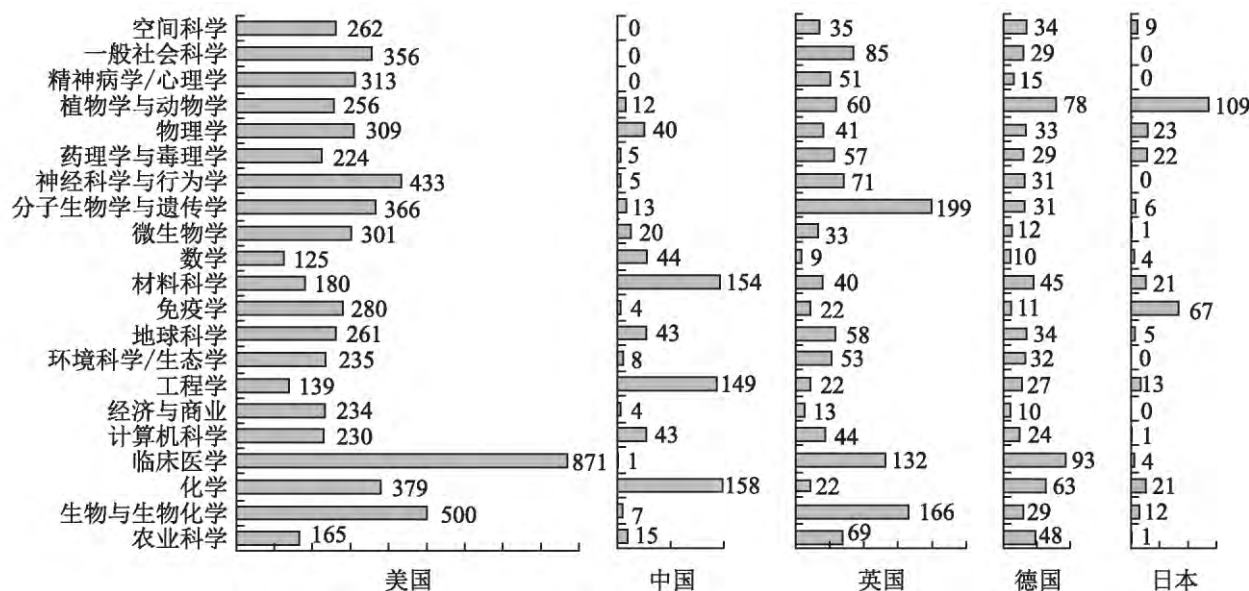 空间科学 262 0 35 34 9
一般社会科学 356 0 85 29 0
精神病学/心理学 313 0 51 15 0
植物学与动物学 256 12 60 78 109
物理学 309 40 41 33 23
药理学与毒理学 224 5 57 29 22
神经科学与行为学 433 5 71 31 0
分子生物学与遗传学 366 13 199 31 6
微生物学 301 20 33 12 1
数学 125 44 9 10 4
材料科学 180 154 40 45 21
免疫学 280 4 22 11 67
地球科学 261 43 58 34 5
环境科学/生态学 235 8 53 32 0
工程学 139 149 22 27 13
经济与商业 234 4 13 10 0
计算机科学 230 43 44 24 1
临床医学 871 1 132 93 4
化学 379 158 22 63 21
生物与生物化学 500 7 166 29 12
农业科学 165 15 69 48 1
美国 中国 英国 德国 日本